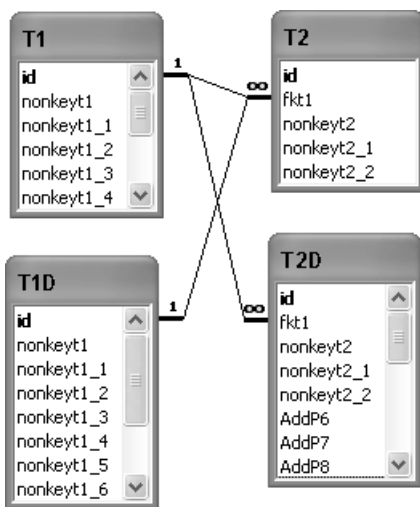 T1
id
nonkeyt1
nonkeyt1_1
nonkeyt1_2
nonkeyt1_3
nonkeyt1_4
1
∞
T2
id
fkt1
nonkeyt2
nonkeyt2_1
nonkeyt2_2
T1D
id
nonkeyt1
nonkeyt1_1
nonkeyt1_2
nonkeyt1_3
nonkeyt1_4
nonkeyt1_5
nonkeyt1_6
1
∞
T2D
id
fkt1
nonkeyt2
nonkeyt2_1
nonkeyt2_2
AddP6
AddP7
AddP8